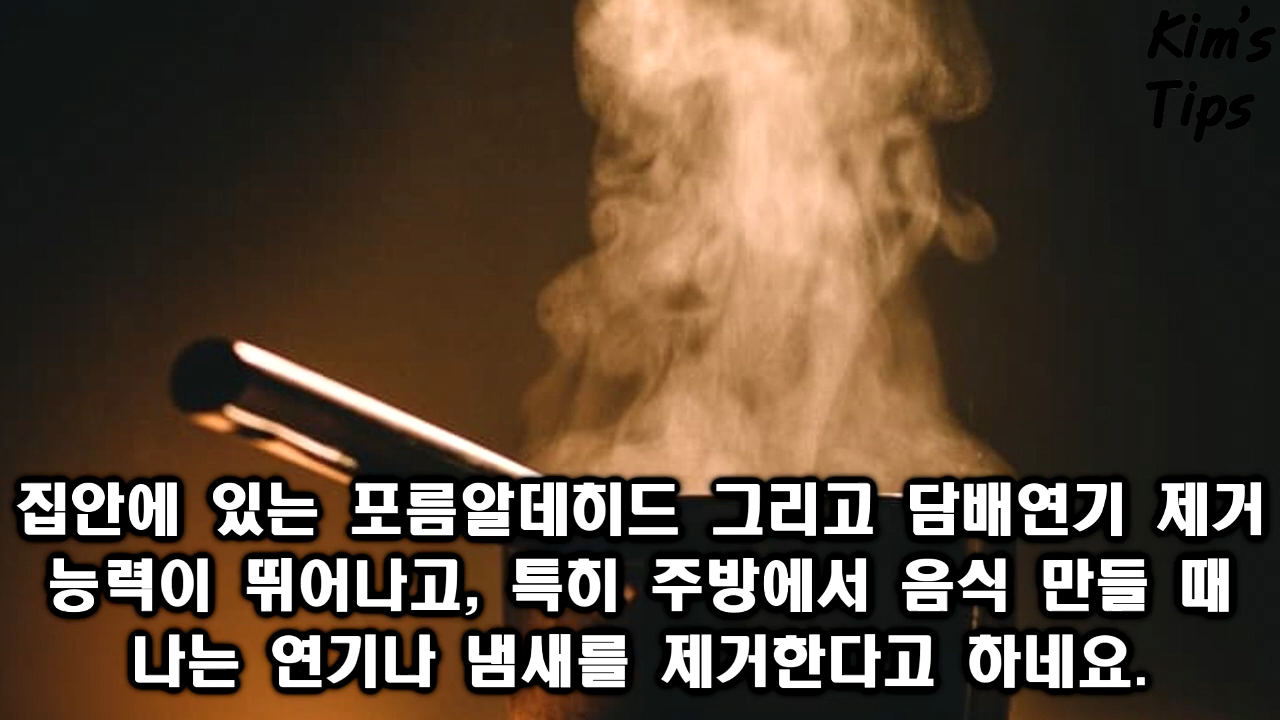 Kim's
Tips
집안에 있는 포름알데히드 그리고 담배연기 제거
능력이 뛰어나고, 특히 주방에서 음식 만들 때
나는 연기나 냄새를 제거한다고 하네요.